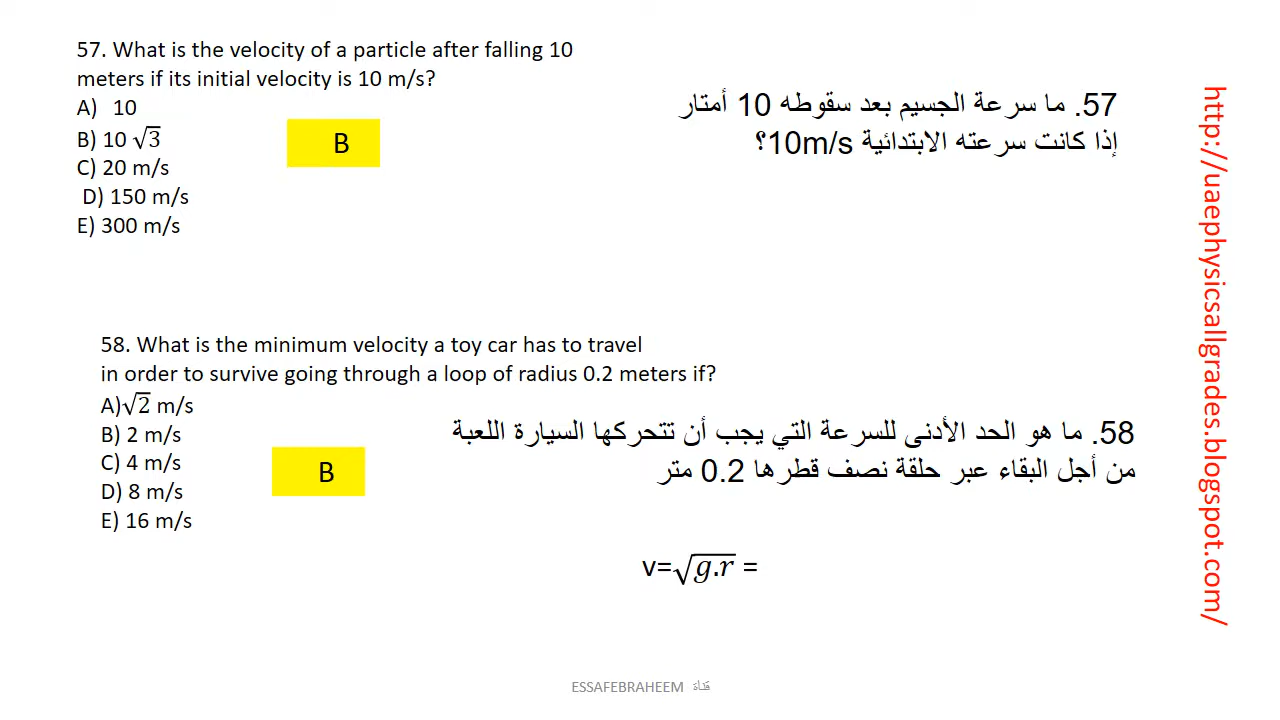 57. What is the velocity of a particle after falling 10
meters if its initial velocity is 10 m/s?
A) 10
B) 10 √3
C) 20 m/s
D) 150 m/s
E) 300 m/s
B
57. ما سرعة الجسيم بعد سقوطه 10 أمتار
إذا كانت سرعته الابتدائية 10m/s؟
58. What is the minimum velocity a toy car has to travel
in order to survive going through a loop of radius 0.2 meters if?
A)√2 m/s
B) 2 m/s
C) 4 m/s
D) 8 m/s
E) 16 m/s
B
58. ما هو الحد الأدنى للسرعة التي يجب أن تتحركها السيارة اللعبة
من أجل البقاء عبر حلقة نصف قطرها 0.2 متر
v=√g.r =
http://uaephysicsallgrades.blogspot.com/
ESSAFEBRAHEEM قناة